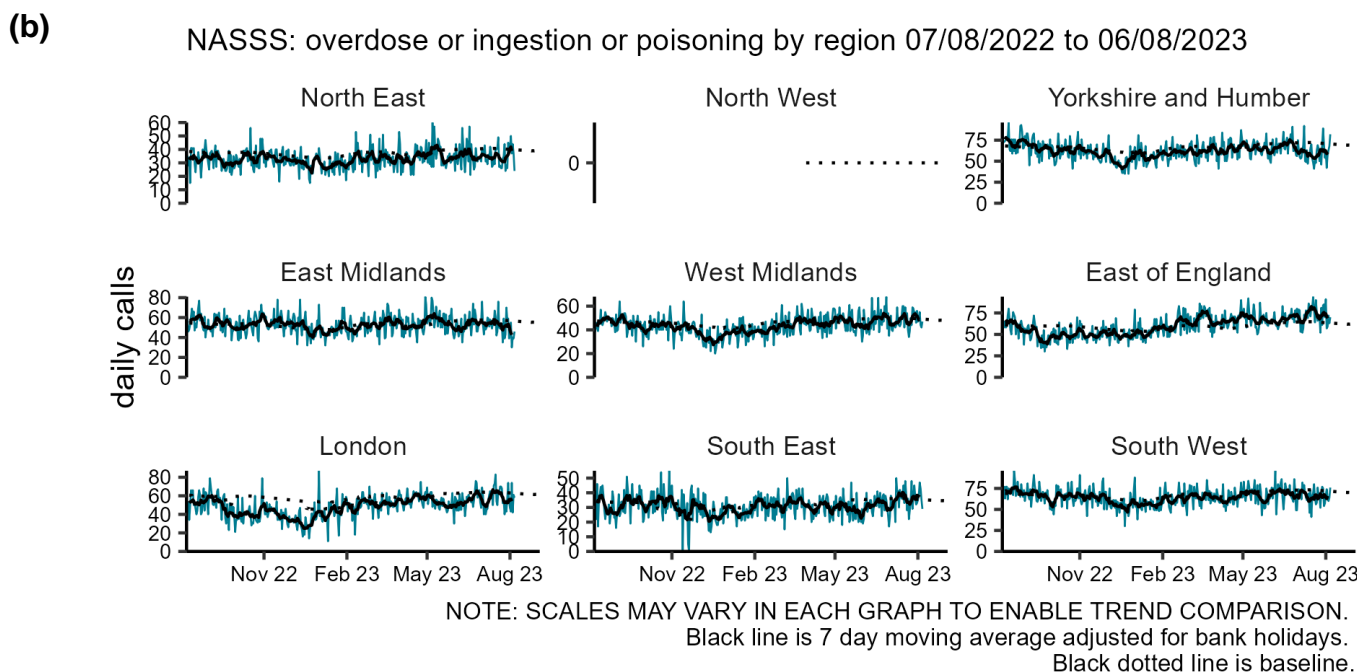 (b)
NASSS: overdose or ingestion or poisoning by region 07/08/2022 to 06/08/2023
North East
North West
Yorkshire and Humber
60
50
40
30
20
10
0
0
75
50
25
0
daily calls
East Midlands
West Midlands
East of England
80
60
40
20
0
60
40
20
0
75
50
25
0
London
South East
South West
80
60
40
20
0
50
40
30
20
10
0
75
50
25
0
Nov 22 Feb 23 May 23 Aug 23
Nov 22 Feb 23 May 23 Aug 23
Nov 22 Feb 23 May 23 Aug 23
NOTE: SCALES MAY VARY IN EACH GRAPH TO ENABLE TREND COMPARISON.
Black line is 7 day moving average adjusted for bank holidays.
Black dotted line is baseline.